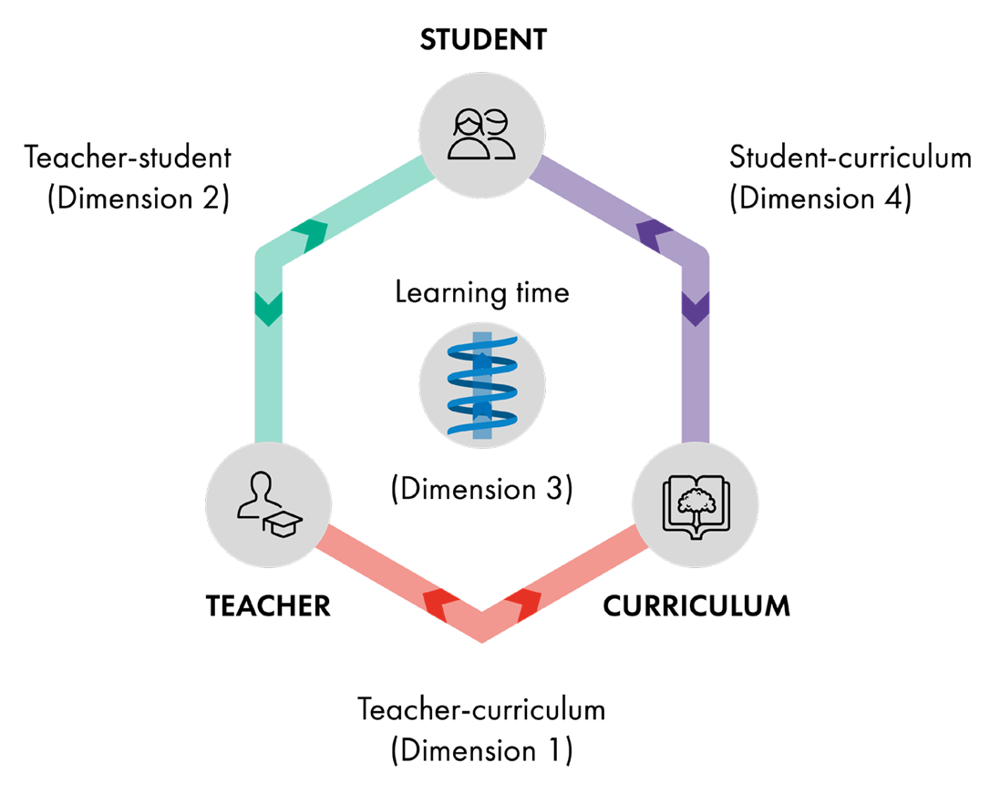 STUDENT
Teacher-student
(Dimension 2)
Student-curriculum
(Dimension 4)
Learning time
(Dimension 3)
TEACHER
CURRICULUM
Teacher-curriculum
(Dimension 1)